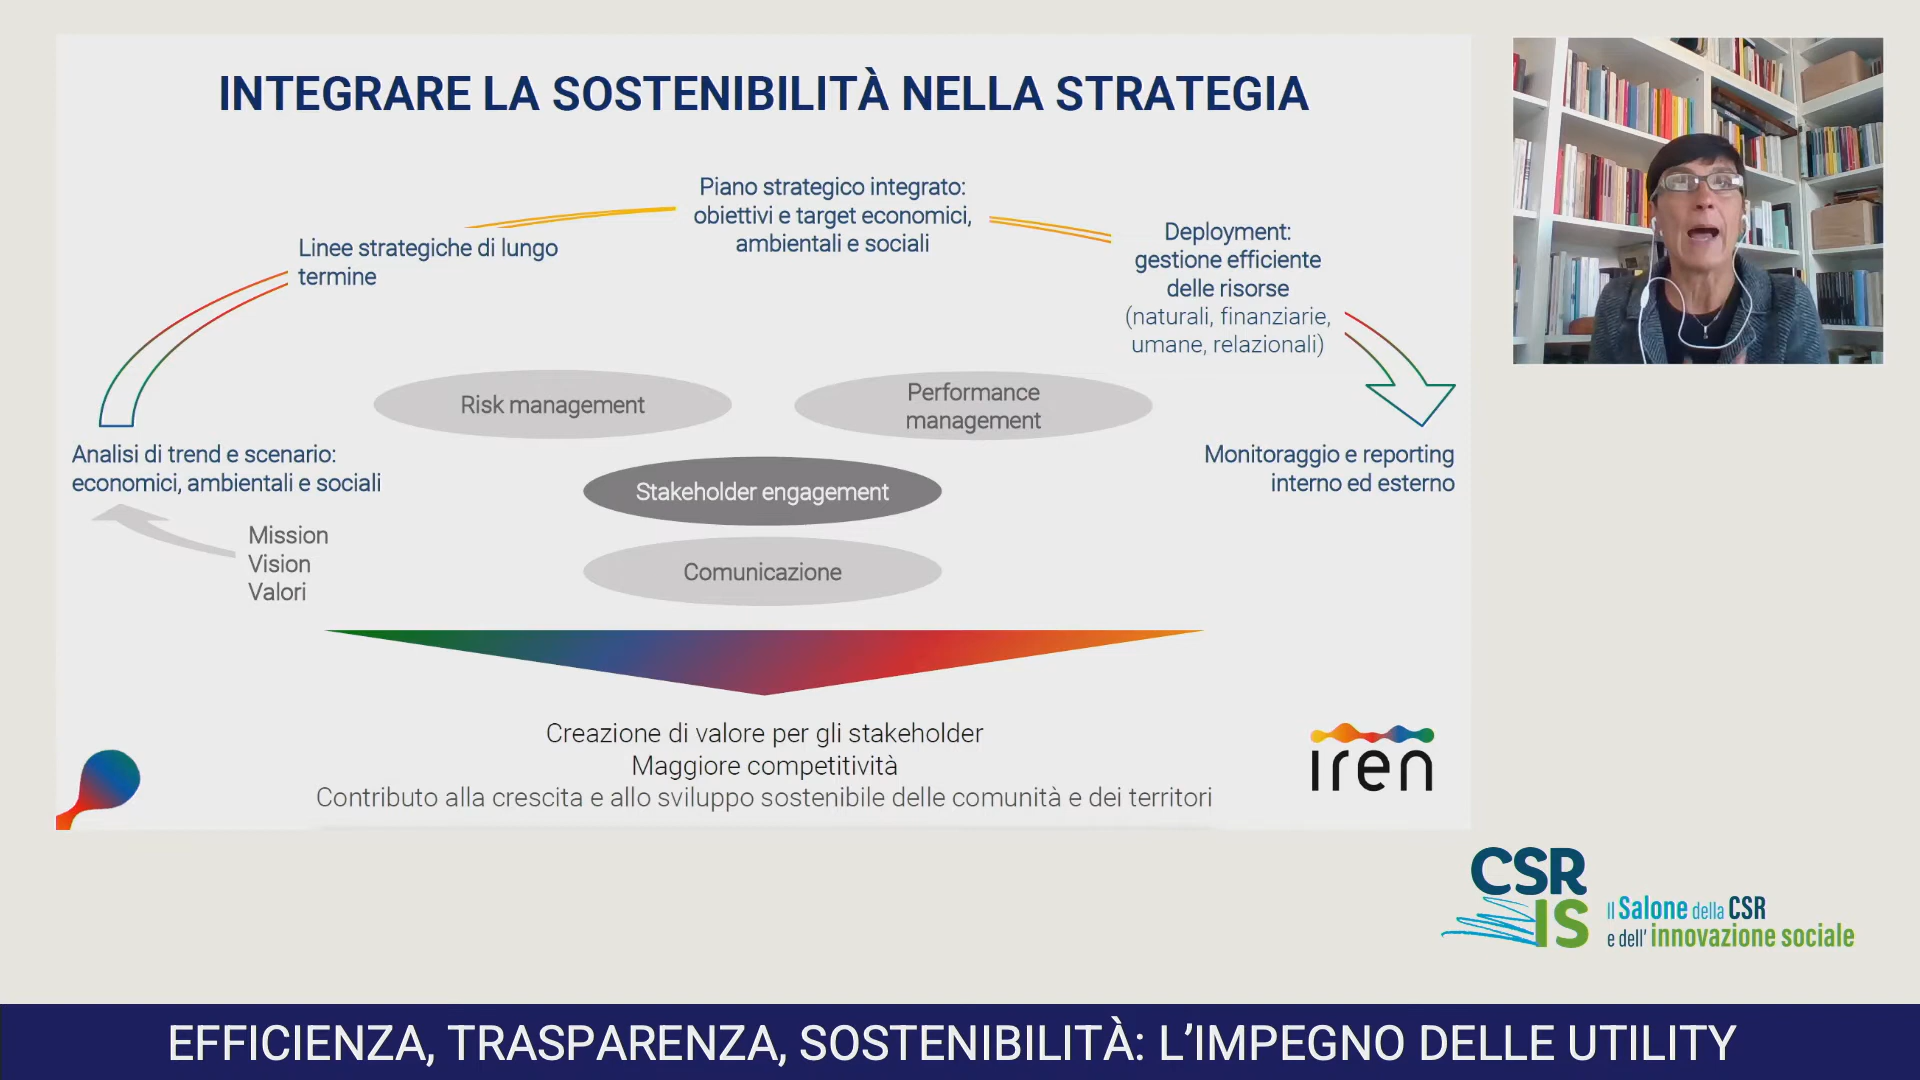 INTEGRARE LA SOSTENIBILITÀ NELLA STRATEGIA
Piano strategico integrato:
obiettivi e target economici,
ambientali e sociali
Linee strategiche di lungo
termine
Deployment:
gestione efficiente
delle risorse
(naturali, finanziarie,
umane, relazionali)
Risk management
Performance
management
Analisi di trend e scenario:
economici, ambientali e sociali
Monitoraggio e reporting
interno ed esterno
Stakeholder engagement
Mission
Vision
Valori
Comunicazione
Creazione di valore per gli stakeholder
Maggiore competitività
Contributo alla crescita e allo sviluppo sostenibile delle comunità e dei territori
iren
CSR
IS
Il Salone della CSR
e dell' innovazione sociale
EFFICIENZA, TRASPARENZA, SOSTENIBILITÀ: L’IMPEGNO DELLE UTILITY